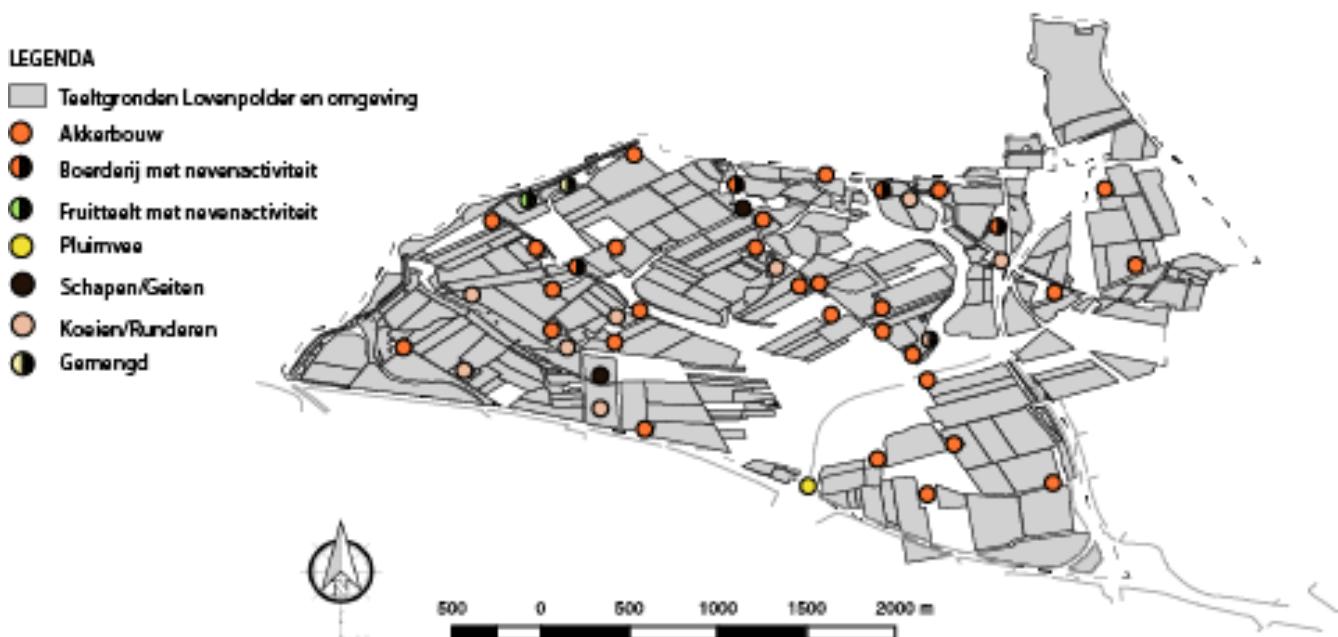 LEGENDA
Teeltgronden Lovenpolder en omgeving
Akkerbouw
Boerderij met nevenactiviteit
Fruitteelt met nevenactiviteit
Pluimvee
Schapen/Geiten
Koeien/Runderen
Gemengd
N
500 0 500 1000 1500 2000 m